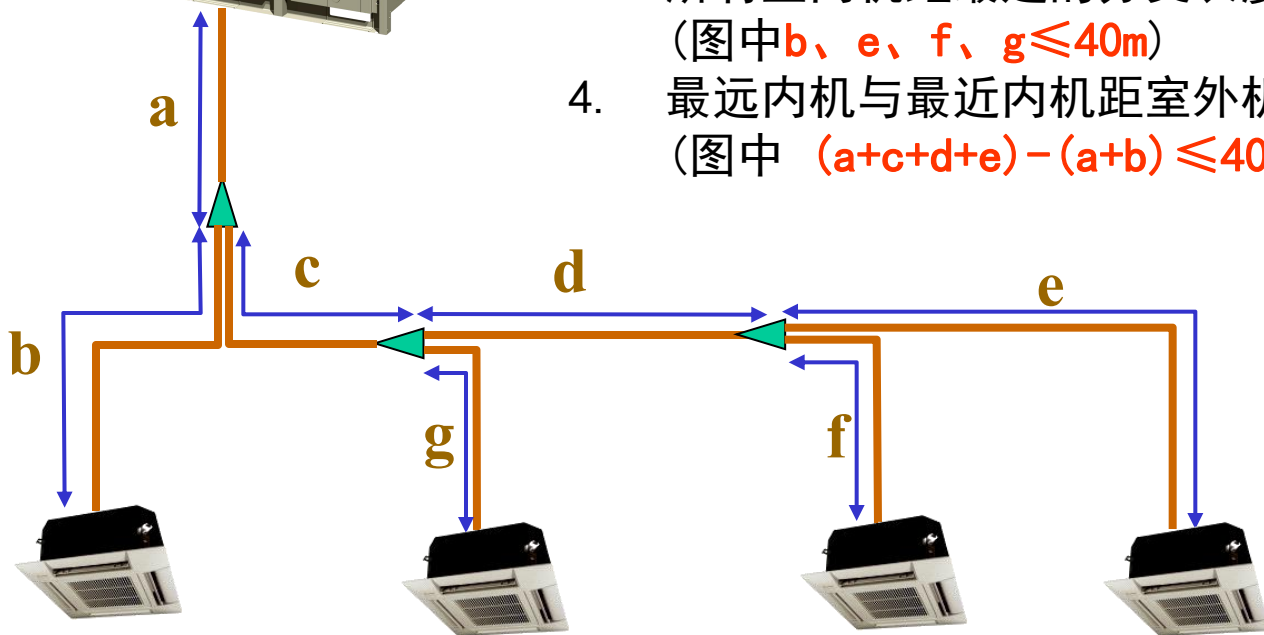 (图中b、e、f、g≤40m)
4. 最远内机与最近内机距室外机
(图中 (a+c+d+e)-(a+b)≤40
a
c
d
e
b
g
f